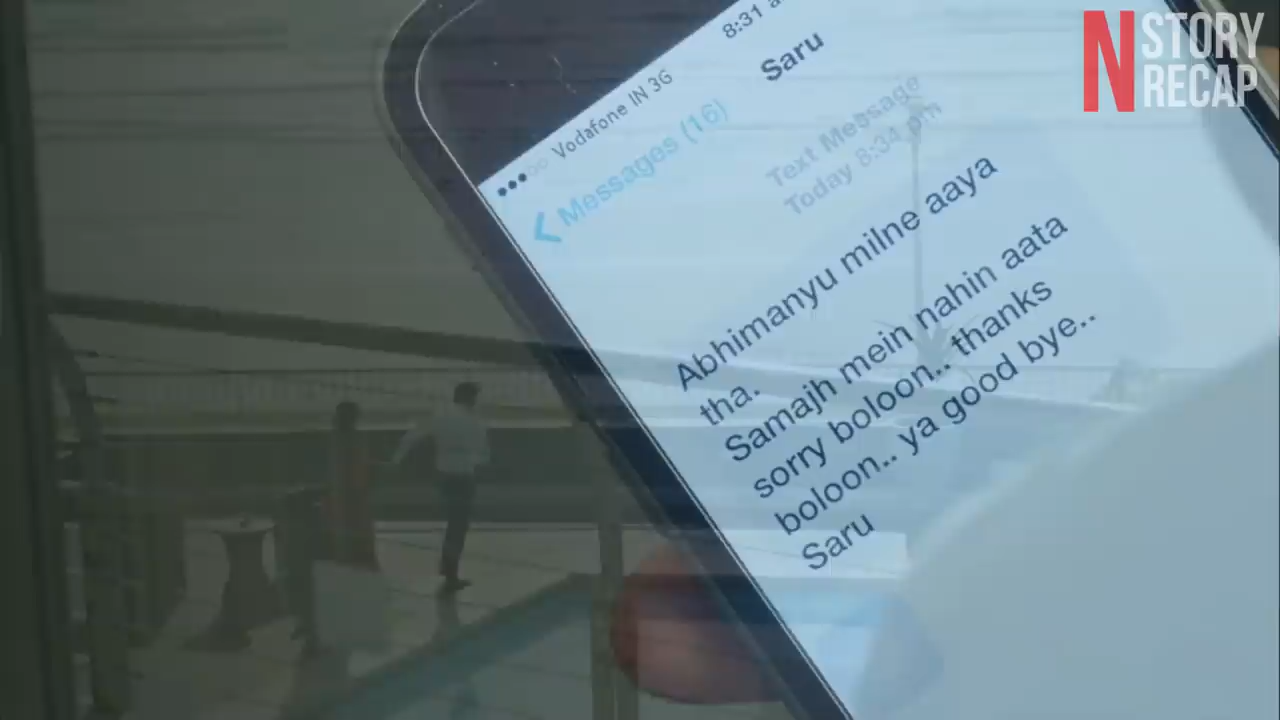 N STORY
RECAP
8:31 a
Vodafone IN 3G
Saru
Messages (16)
Text Message
Today 8:34 pm
Abhimanyu milne aaya
tha.
Samajh mein nahin aata
sorry boloon.. thanks
boloon.. ya good bye..
Saru